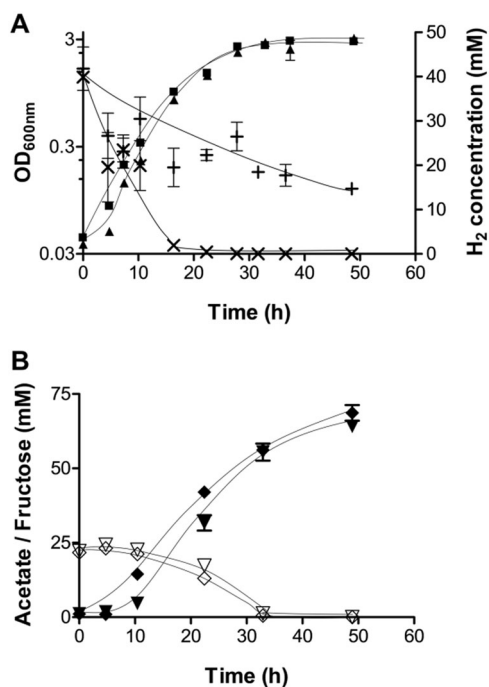 A
3
0.3
0.03
OD600nm
50
40
30
20
10
0
H2 concentration (mM)
0 10 20 30 40 50 60
Time (h)
B
75
50
25
0
Acetate / Fructose (mM)
0 10 20 30 40 50 60
Time (h)